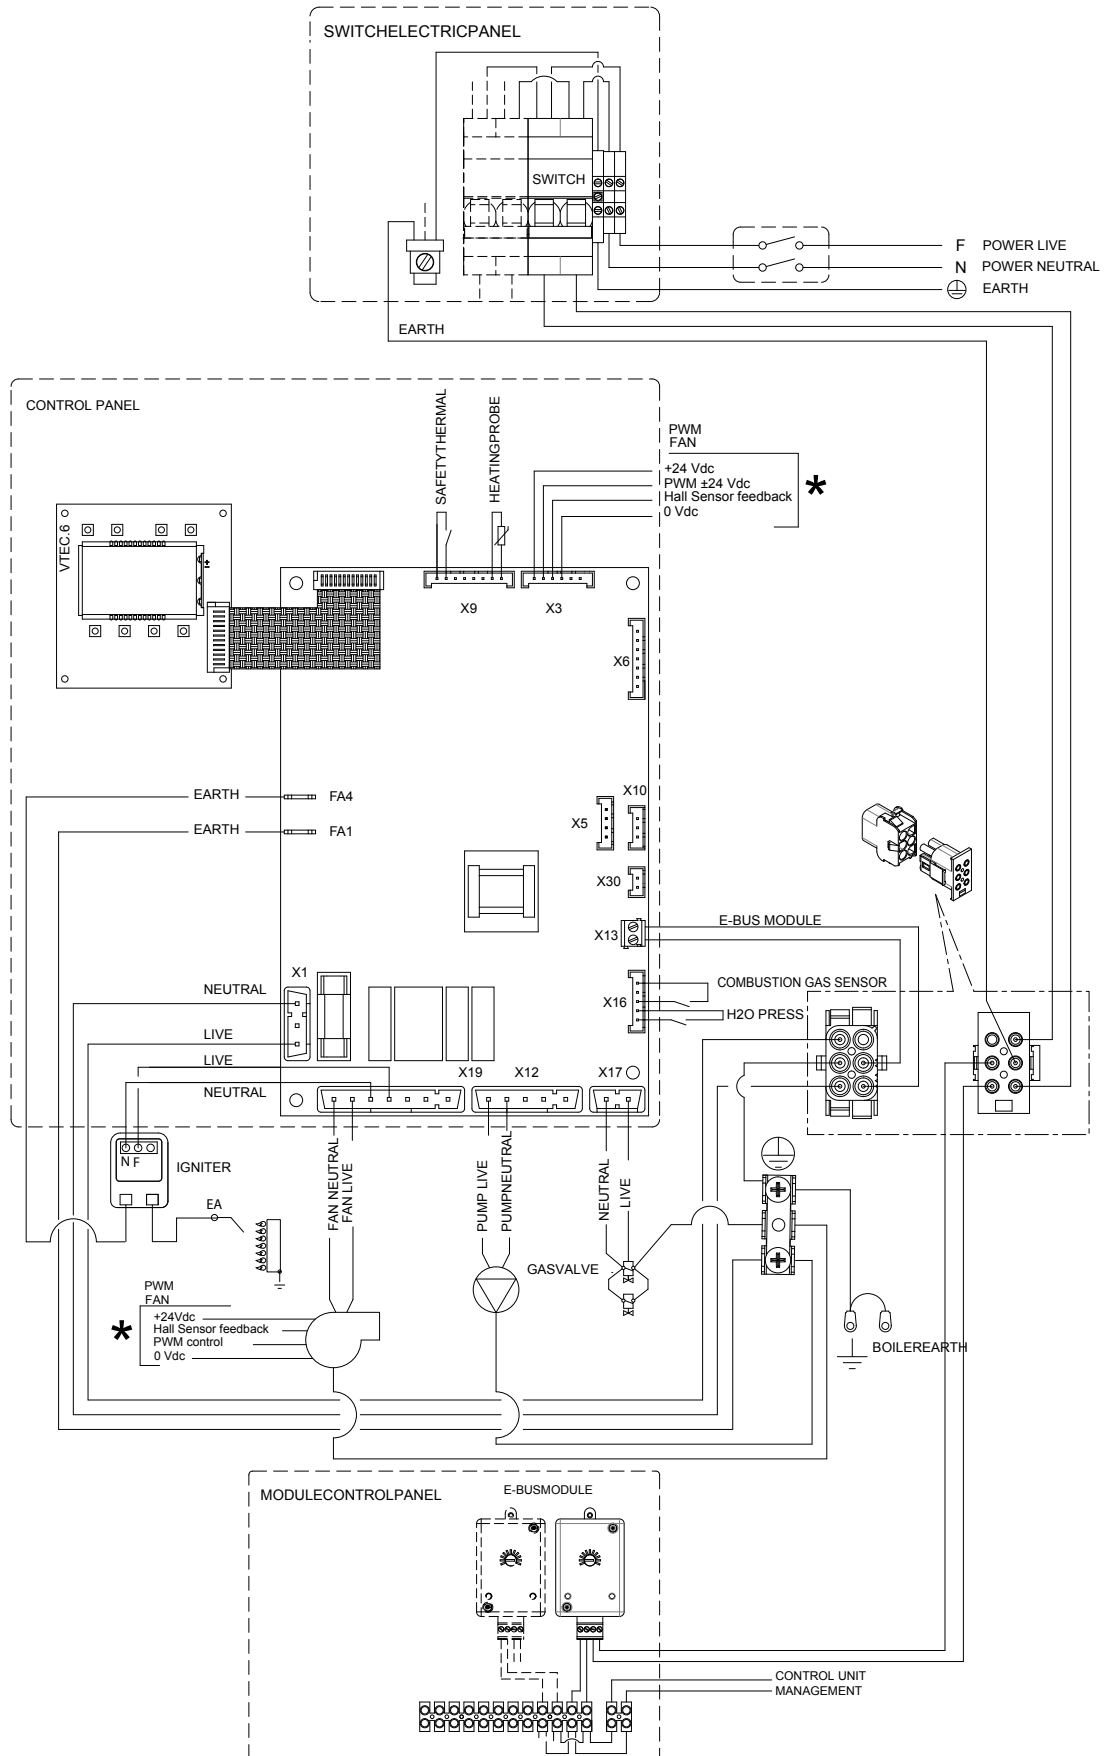 SWITCHELECTRICPANEL
SWITCH
F POWER LIVE
N POWER NEUTRAL
EARTH
EARTH
CONTROL PANEL
SAFETYTHERMAL
HEATINGPROBE
PWM
FAN
+24 Vdc
PWM ±24 Vdc
Hall Sensor feedback
0 Vdc
*
VTEC.6
X9
X3
X6
EARTH
FA4
EARTH
FA1
X10
X5
X30
X13
E-BUS MODULE
X1
NEUTRAL
X16
COMBUSTION GAS SENSOR
H2O PRESS
LIVE
LIVE
NEUTRAL
X19
X12
X17
N F
IGNITER
EA
FAN NEUTRAL
FAN LIVE
PUMP LIVE
PUMPNEUTRAL
NEUTRAL
LIVE
GASVALVE
PWM
FAN
+24Vdc
Hall Sensor feedback
PWM control
0 Vdc
*
BOILEREARTH
MODULECONTROLPANEL
E-BUSMODULE
CONTROL UNIT
MANAGEMENT